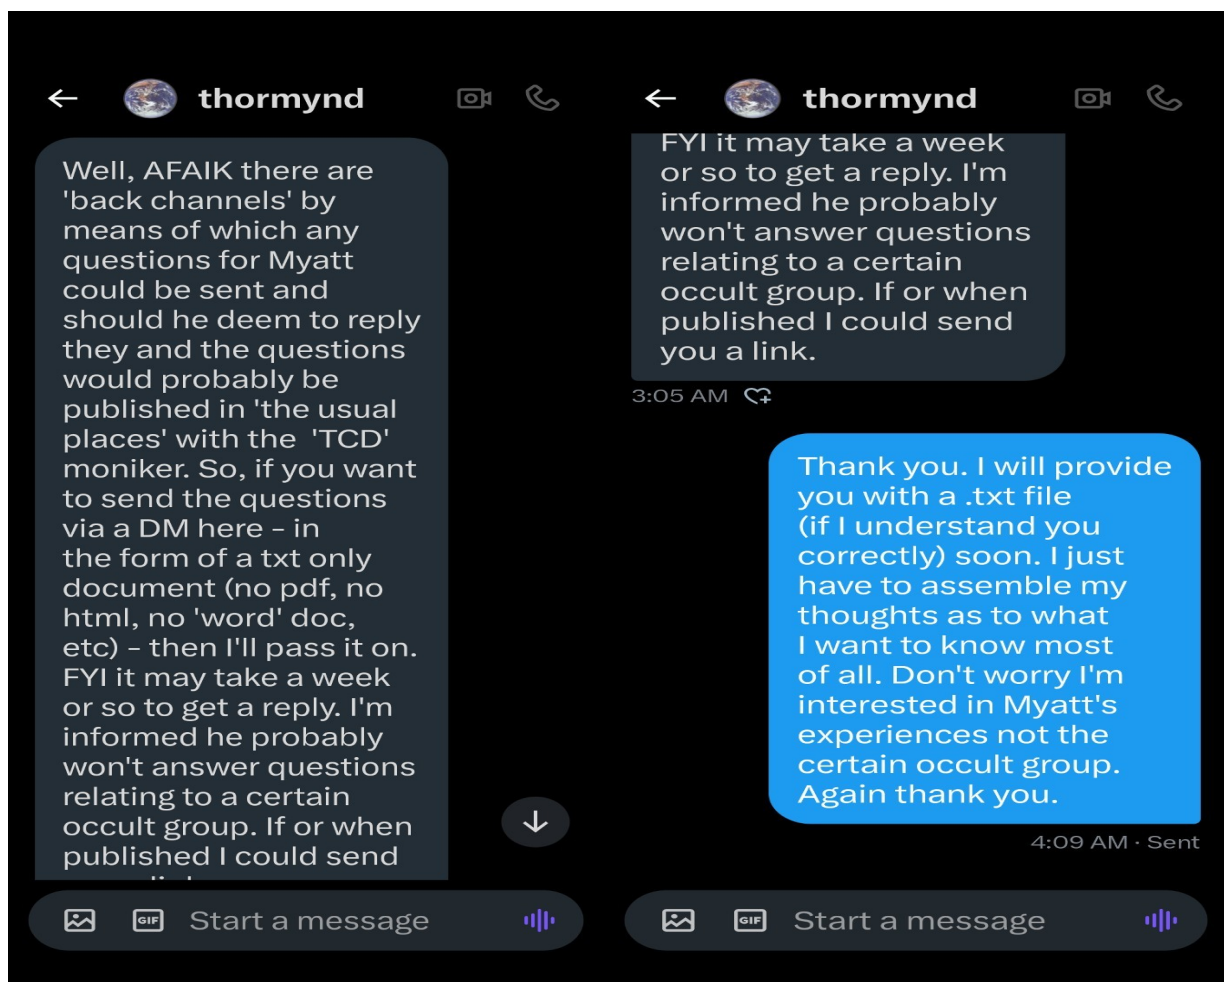 thormynd
Well, AFAIK there are
'back channels' by
means of which any
questions for Myatt
could be sent and
should he deem to reply
they and the questions
would probably be
published in 'the usual
places' with the 'TCD'
moniker. So, if you want
to send the questions
via a DM here – in
the form of a txt only
document (no pdf, no
html, no 'word' doc,
etc) – then I'll pass it on.
FYI it may take a week
or so to get a reply. I'm
informed he probably
won't answer questions
relating to a certain
occult group. If or when
published I could send
GIF Start a message
thormynd
FYI it may take a week
or so to get a reply. I'm
informed he probably
won't answer questions
relating to a certain
occult group. If or when
published I could send
you a link.
3:05 AM
Thank you. I will provide
you with a .txt file
(if I understand you
correctly) soon. I just
have to assemble my
thoughts as to what
I want to know most
of all. Don't worry I'm
interested in Myatt's
experiences not the
certain occult group.
Again thank you.
4:09 AM · Sent
GIF Start a message